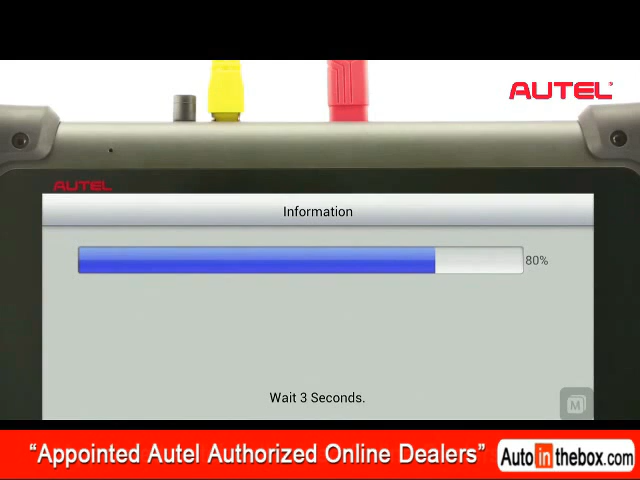 AUTEL
AUTEL
Information
80%
Wait 3 Seconds.
M
“Appointed Autel Authorized Online Dealers”
Autointhebox.com